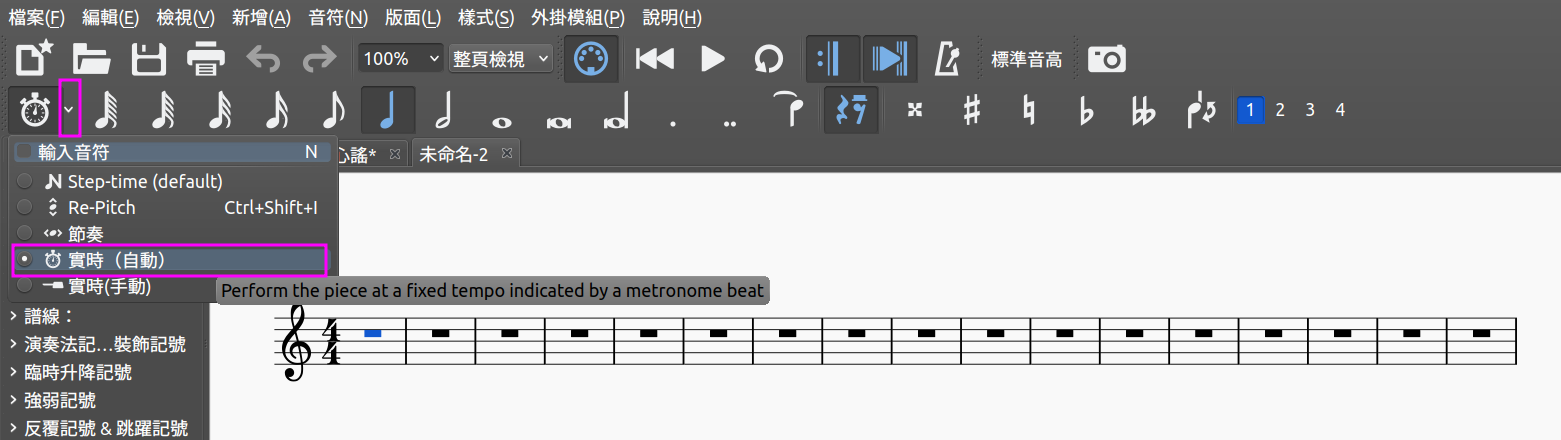 檔案(F) 編輯(E) 檢視(V) 新增(A) 音符(N) 版面(L) 樣式(S) 外掛模組(P) 說明(H)
100% 整頁檢視 標準音高
1 2 3 4
輸入音符 N
心謠* 未命名-2
Step-time (default)
Re-Pitch Ctrl+Shift+I
節奏
實時（自動）
實時(手動)
Perform the piece at a fixed tempo indicated by a metronome beat
譜線：
演奏法記…裝飾記號
臨時升降記號
強弱記號
反覆記號 & 跳躍記號
4
4